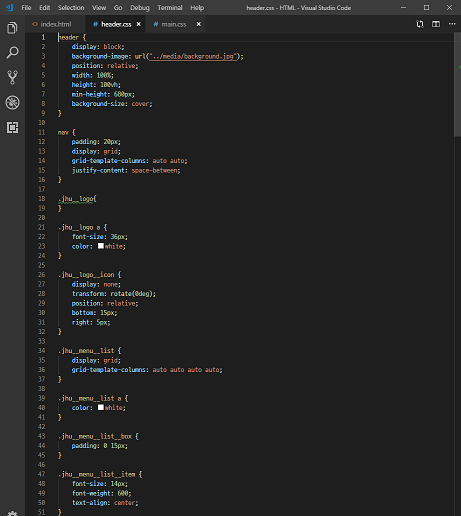 File Edit Selection View Go Debug Terminal Help header.css - HTML - Visual Studio Code
index.html header.css main.css
1 header {
2 display: block;
3 background-image: url("../media/background.jpg");
4 position: relative;
5 width: 100%;
6 height: 100vh;
7 min-height: 680px;
8 background-size: cover;
9 }
10
11 nav {
12 padding: 20px;
13 display: grid;
14 grid-template-columns: auto auto;
15 justify-content: space-between;
16 }
17
18 .jhu__logo{
19 }
20
21 .jhu__logo a {
22 font-size: 36px;
23 color: white;
24 }
25
26 .jhu__logo__icon {
27 display: none;
28 transform: rotate(0deg);
29 position: relative;
30 bottom: 15px;
31 right: 5px;
32 }
33
34 .jhu__menu__list {
35 display: grid;
36 grid-template-columns: auto auto auto auto;
37 }
38
39 .jhu__menu__list a {
40 color: white;
41 }
42
43 .jhu__menu__list__box {
44 padding: 0 15px;
45 }
46
47 .jhu__menu__list__item {
48 font-size: 14px;
49 font-weight: 600;
50 text-align: center;
51 }